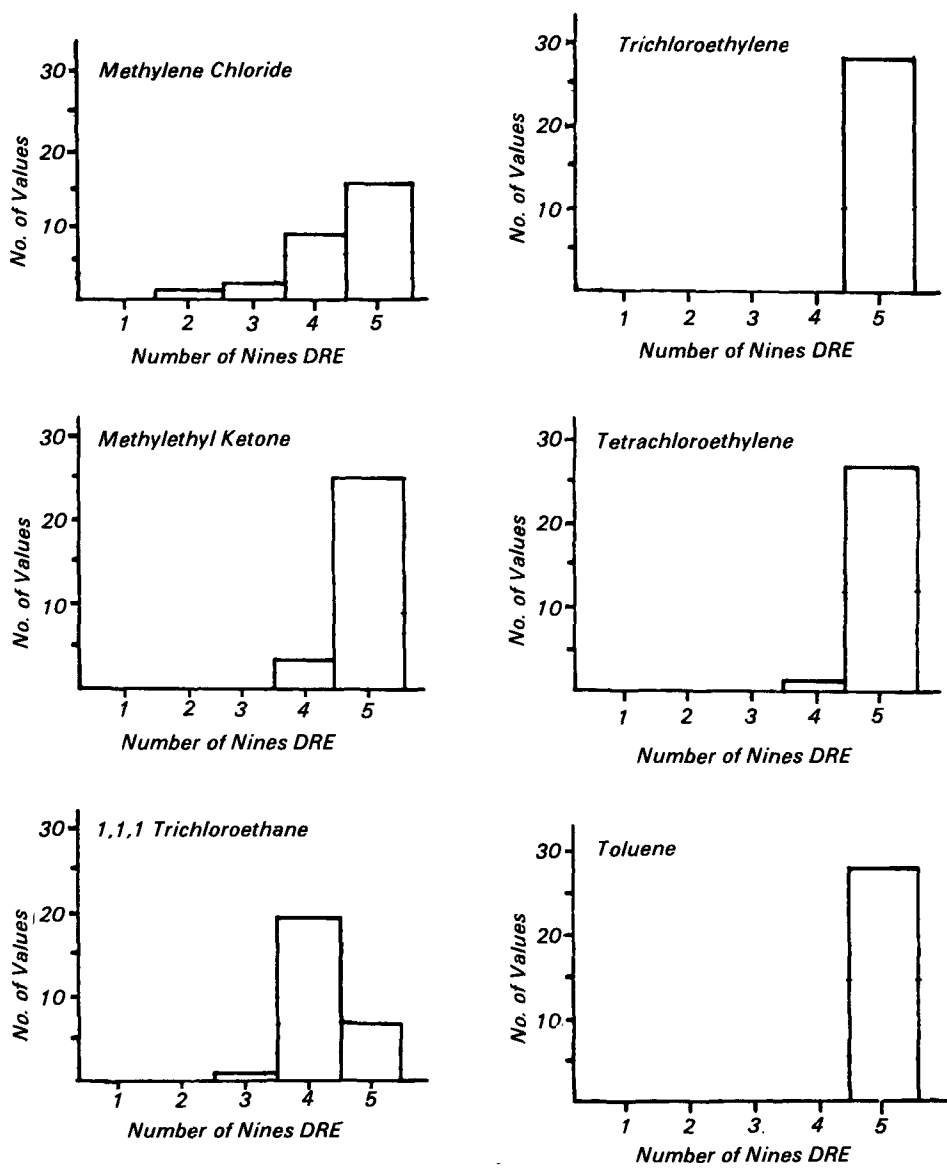 Methylene Chloride
30
20
10
No. of Values
1 2 3 4 5
Number of Nines DRE
Trichloroethylene
30
20
10
No. of Values
1 2 3 4 5
Number of Nines DRE
Methylethyl Ketone
30
20
10
No. of Values
1 2 3 4 5
Number of Nines DRE
Tetrachloroethylene
30
20
10
No. of Values
1 2 3 4 5
Number of Nines DRE
1,1,1 Trichloroethane
30
20
10
No. of Values
1 2 3 4 5
Number of Nines DRE
Toluene
30
20
10
No. of Values
1 2 3 4 5
Number of Nines DRE